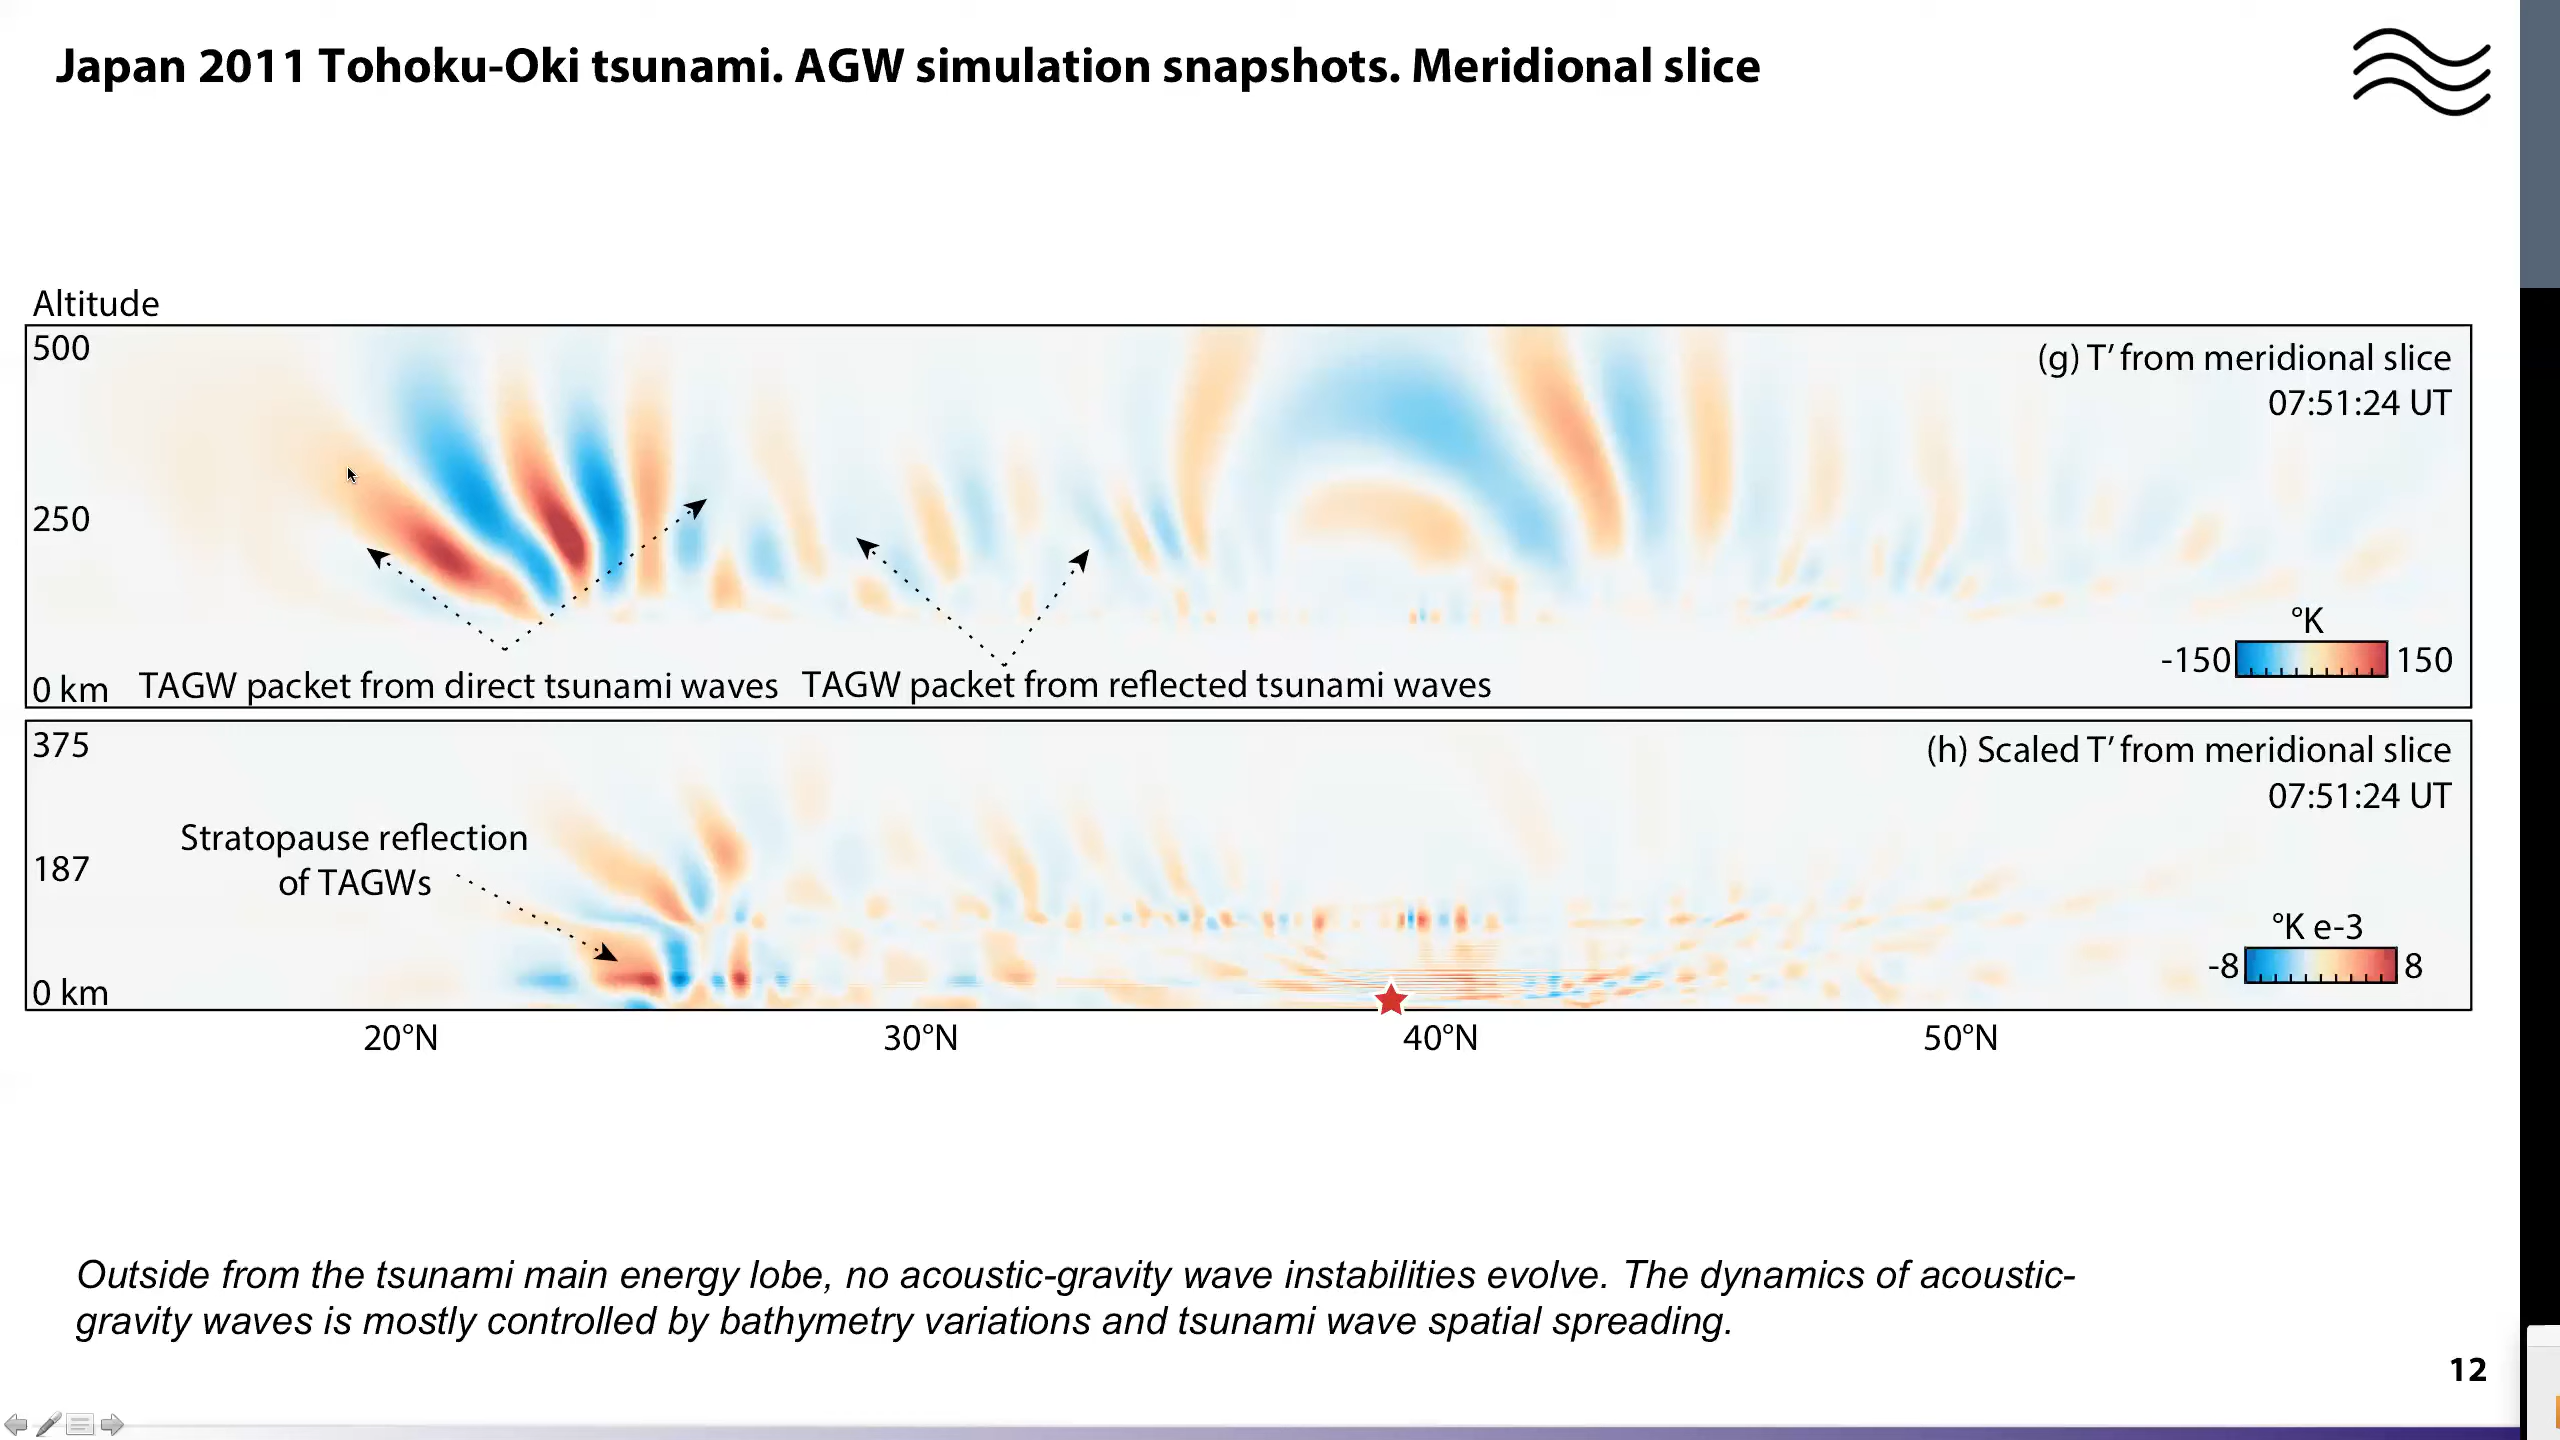 Japan 2011 Tohoku-Oki tsunami. AGW simulation snapshots. Meridional slice
Altitude
500
(g) T′ from meridional slice
07:51:24 UT
250
°K
-150 150
0 km TAGW packet from direct tsunami waves TAGW packet from reflected tsunami waves
375
(h) Scaled T′ from meridional slice
07:51:24 UT
Stratopause reflection
of TAGWs
187
°K e-3
-8 8
0 km
20°N 30°N 40°N 50°N
Outside from the tsunami main energy lobe, no acoustic-gravity wave instabilities evolve. The dynamics of acoustic-
gravity waves is mostly controlled by bathymetry variations and tsunami wave spatial spreading.
12